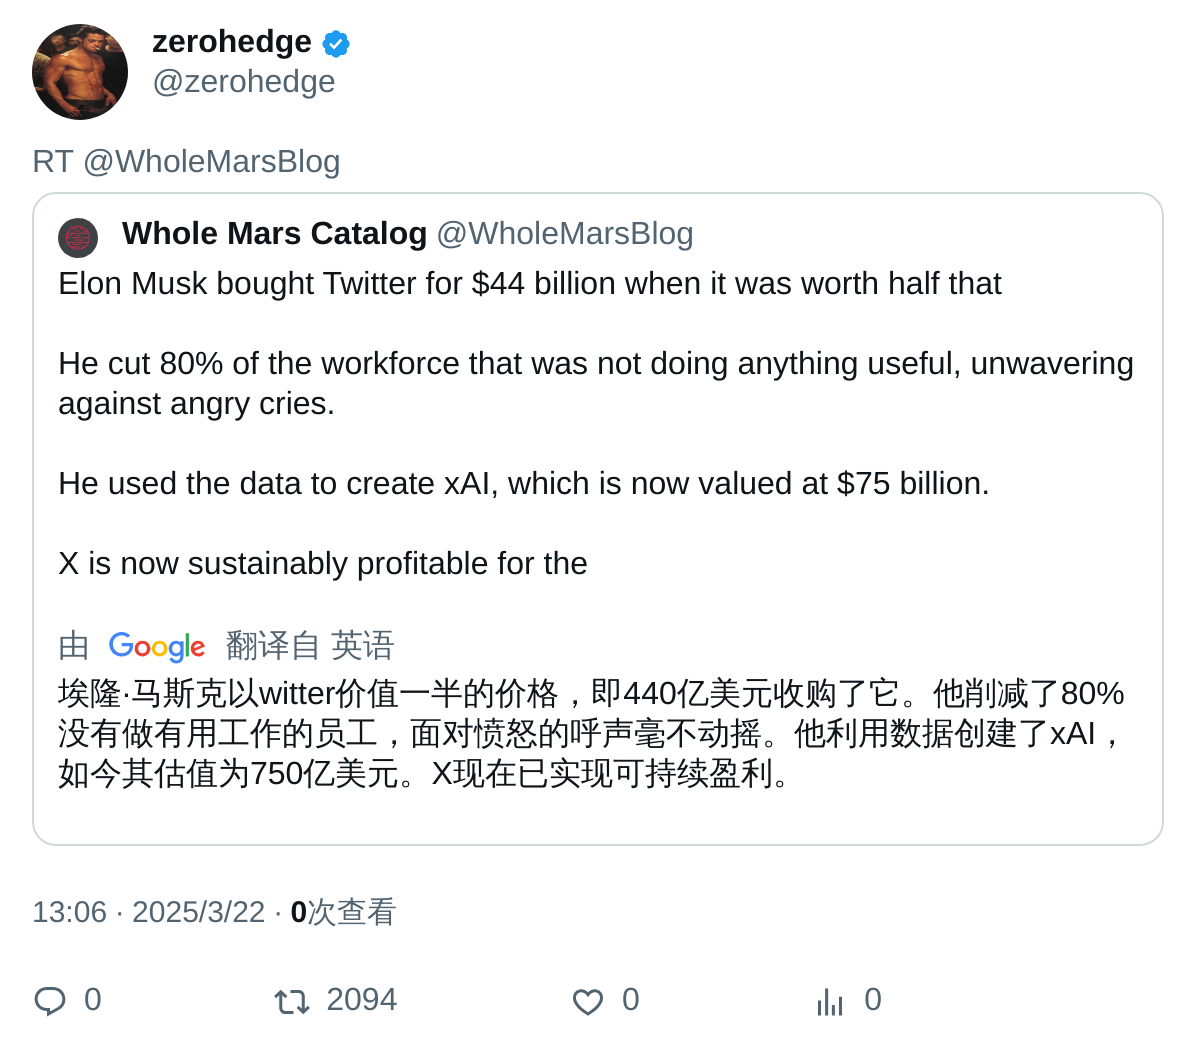 zerohedge
@zerohedge
RT @WholeMarsBlog
Whole Mars Catalog @WholeMarsBlog
Elon Musk bought Twitter for $44 billion when it was worth half that
He cut 80% of the workforce that was not doing anything useful, unwavering
against angry cries.
He used the data to create xAI, which is now valued at $75 billion.
X is now sustainably profitable for the
由 Google 翻译自 英语
埃隆·马斯克以witter价值一半的价格，即440亿美元收购了它。他削减了80%
没有做有用工作的员工，面对愤怒的呼声毫不动摇。他利用数据创建了xAI，
如今其估值为750亿美元。X现在已实现可持续盈利。
13:06 · 2025/3/22 · 0次查看
0 2094 0 0